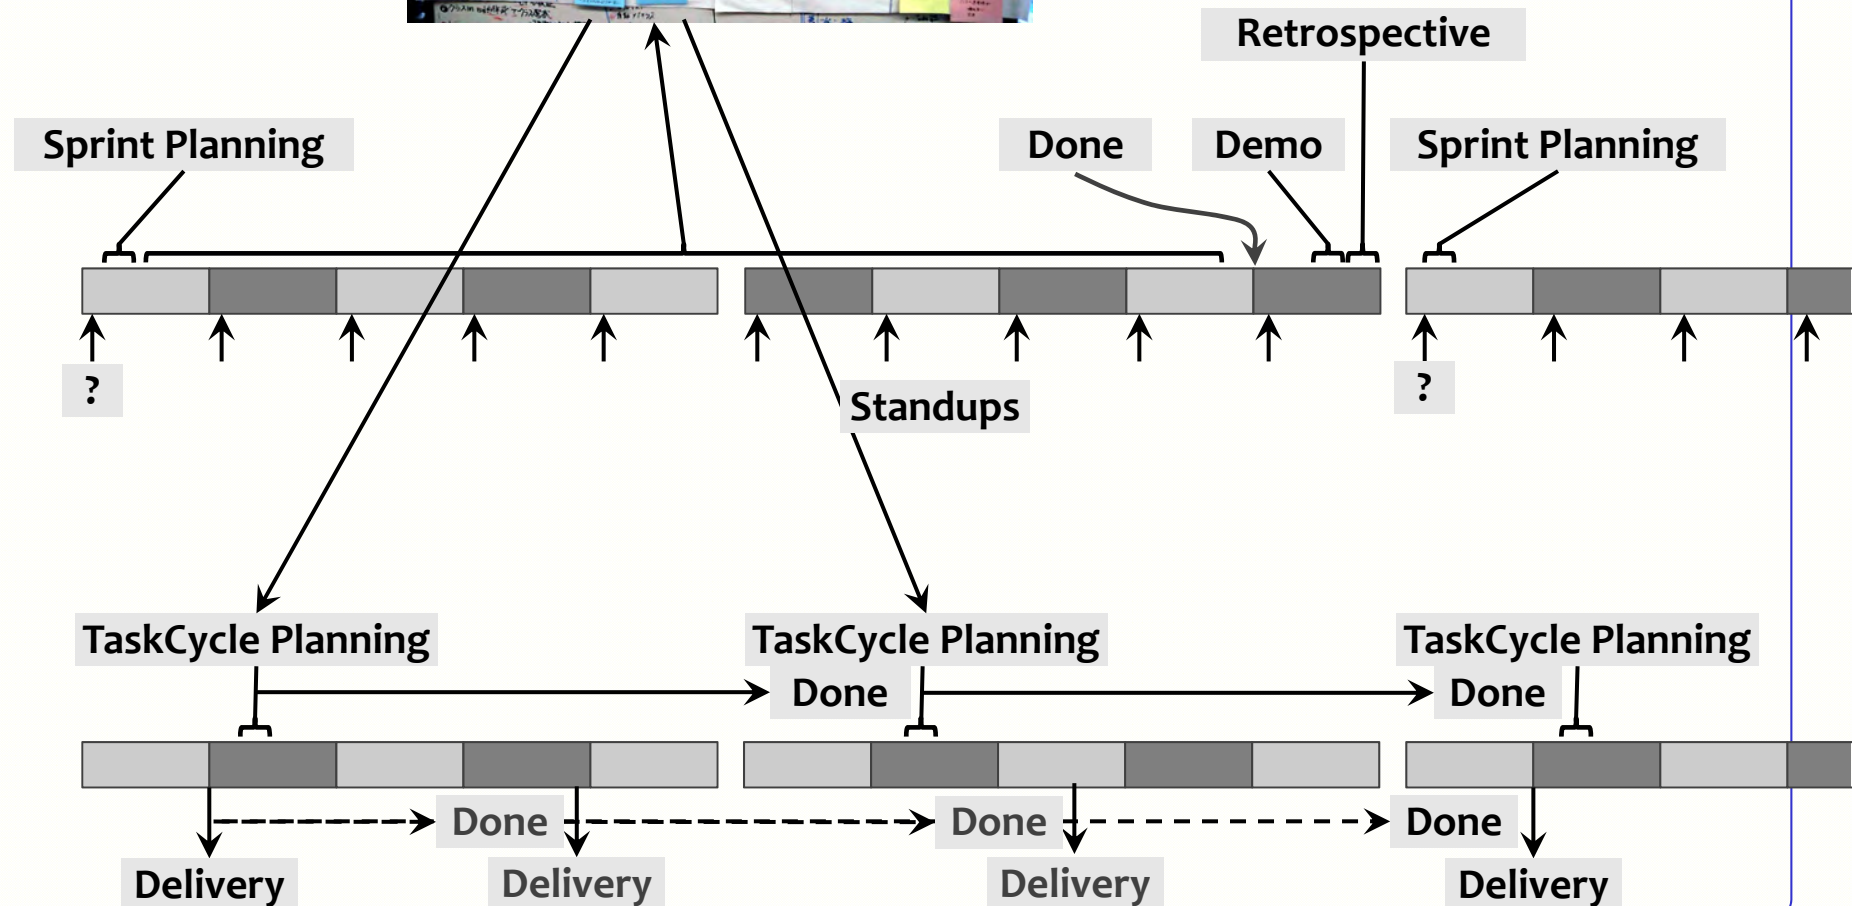 Retrospective
Sprint Planning
Done
Demo
Sprint Planning
?
?
Standups
TaskCycle Planning
TaskCycle Planning
TaskCycle Planning
Done
Done
Done
Done
Done
Delivery
Delivery
Delivery
Delivery